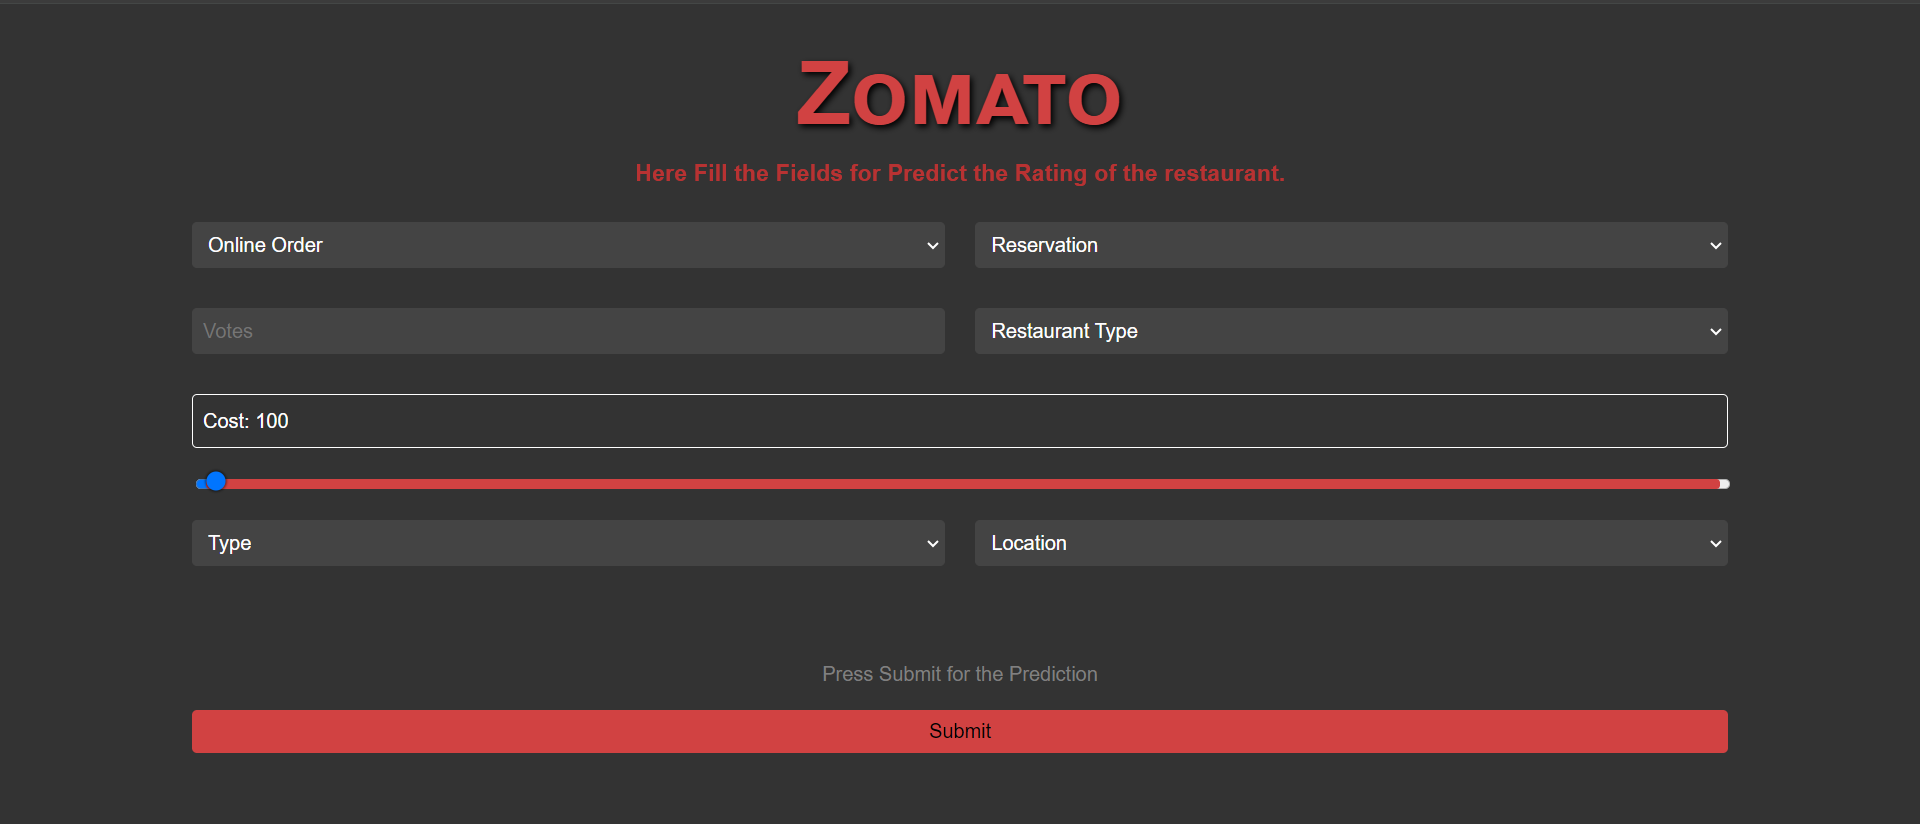 Zomato
Here Fill the Fields for Predict the Rating of the restaurant.
Online Order
Reservation
Votes
Restaurant Type
Cost: 100
Type
Location
Press Submit for the Prediction
Submit